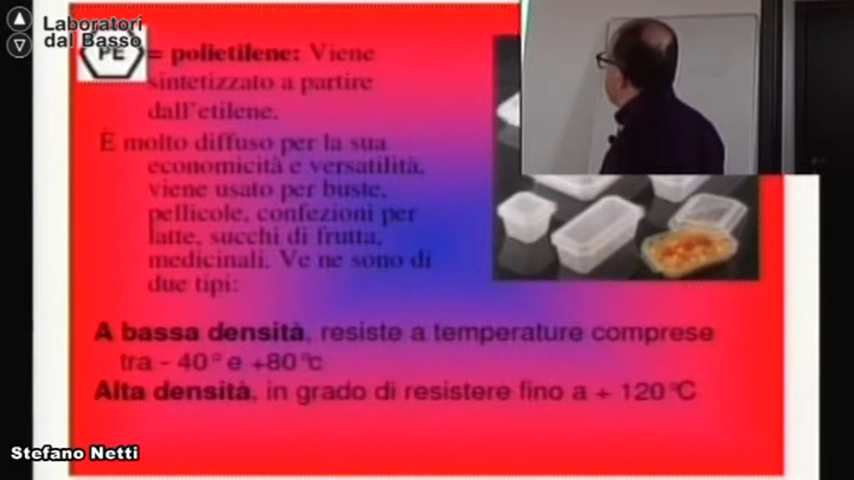 Laboratori
dal Basso
PE
= polietilene: Viene
sintetizzato a partire
dall'etilene.
È molto diffuso per la sua
economicità e versatilità,
viene usato per buste,
pellicole, confezioni per
latte, succhi di frutta,
medicinali. Ve ne sono di
due tipi:
A bassa densità, resiste a temperature comprese
tra - 40° e +80°c
Alta densità, in grado di resistere fino a + 120°C
Stefano Netti